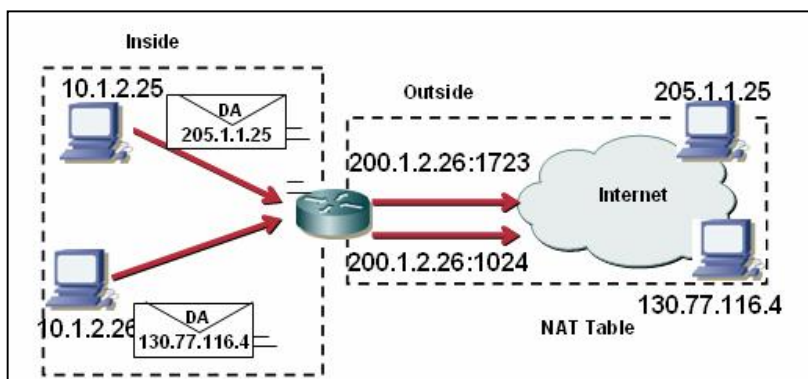 Inside
10.1.2.25
DA
205.1.1.25
Outside
205.1.1.25
200.1.2.26:1723
Internet
200.1.2.26:1024
10.1.2.26
DA
130.77.116.4
130.77.116.4
NAT Table